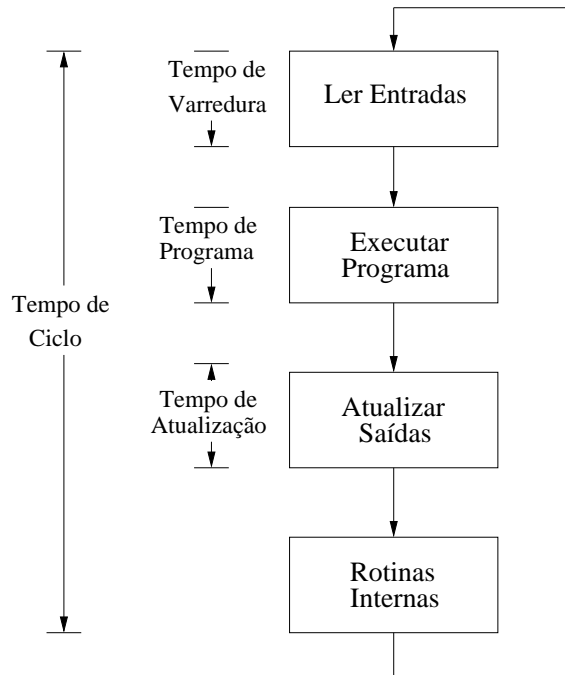 Tempo de
Varredura
Ler Entradas
Tempo de
Programa
Executar
Programa
Tempo de
Ciclo
Tempo de
Atualização
Atualizar
Saídas
Rotinas
Internas